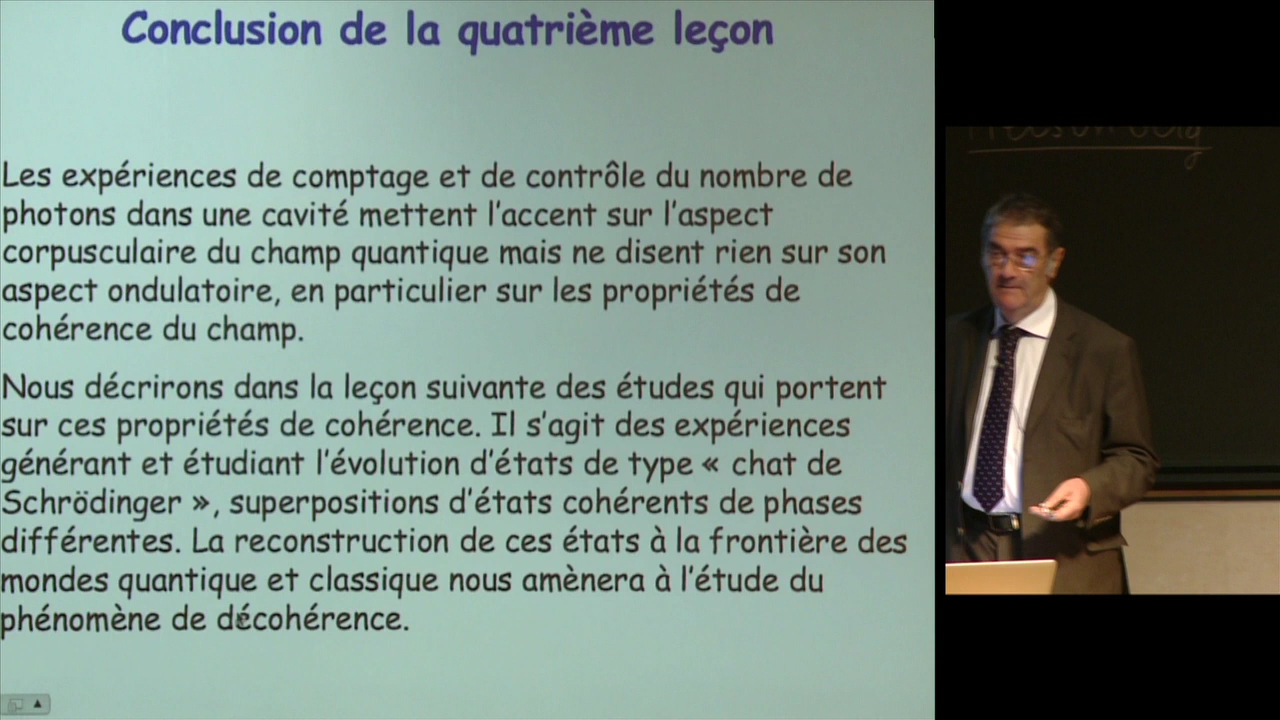 Conclusion de la quatrième leçon
Les expériences de comptage et de contrôle du nombre de
photons dans une cavité mettent l'accent sur l'aspect
corpusculaire du champ quantique mais ne disent rien sur son
aspect ondulatoire, en particulier sur les propriétés de
cohérence du champ.
Nous décrirons dans la leçon suivante des études qui portent
sur ces propriétés de cohérence. Il s'agit des expériences
générant et étudiant l'évolution d'états de type « chat de
Schrödinger », superpositions d'états cohérents de phases
différentes. La reconstruction de ces états à la frontière des
mondes quantique et classique nous amènera à l'étude du
phénomène de décohérence.